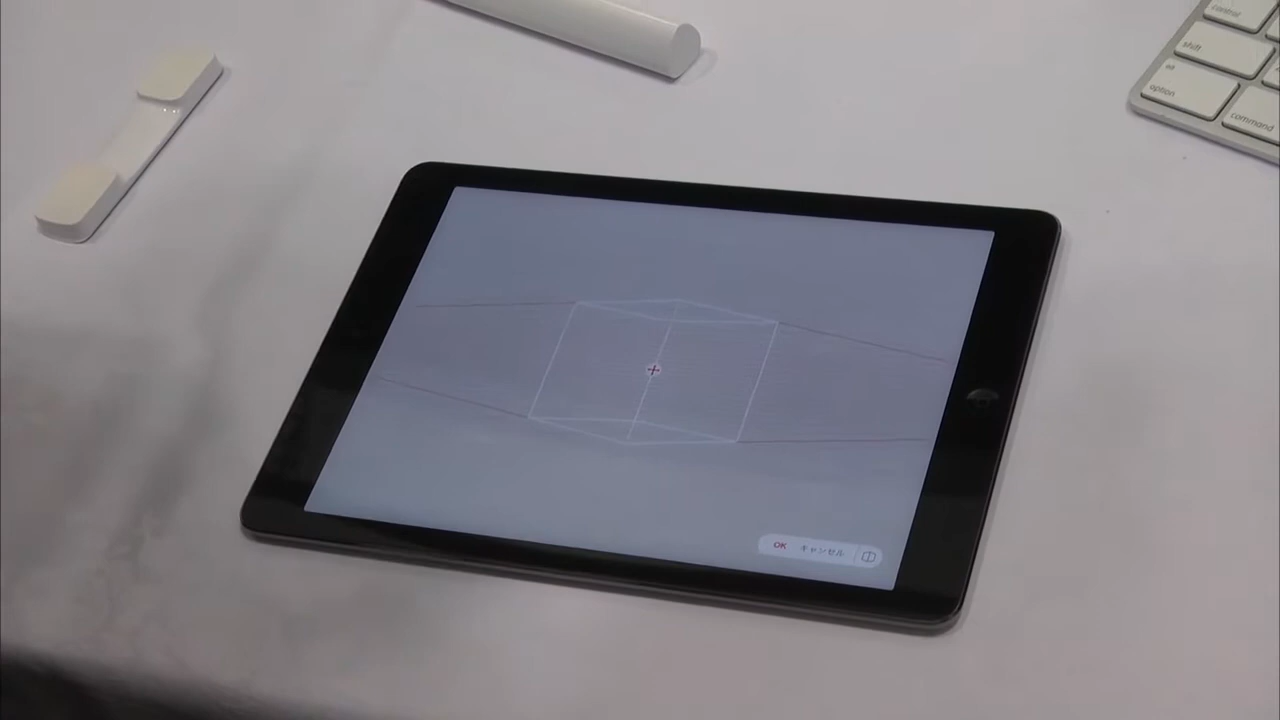 control
shift
alt
option
command
OK キャンセル